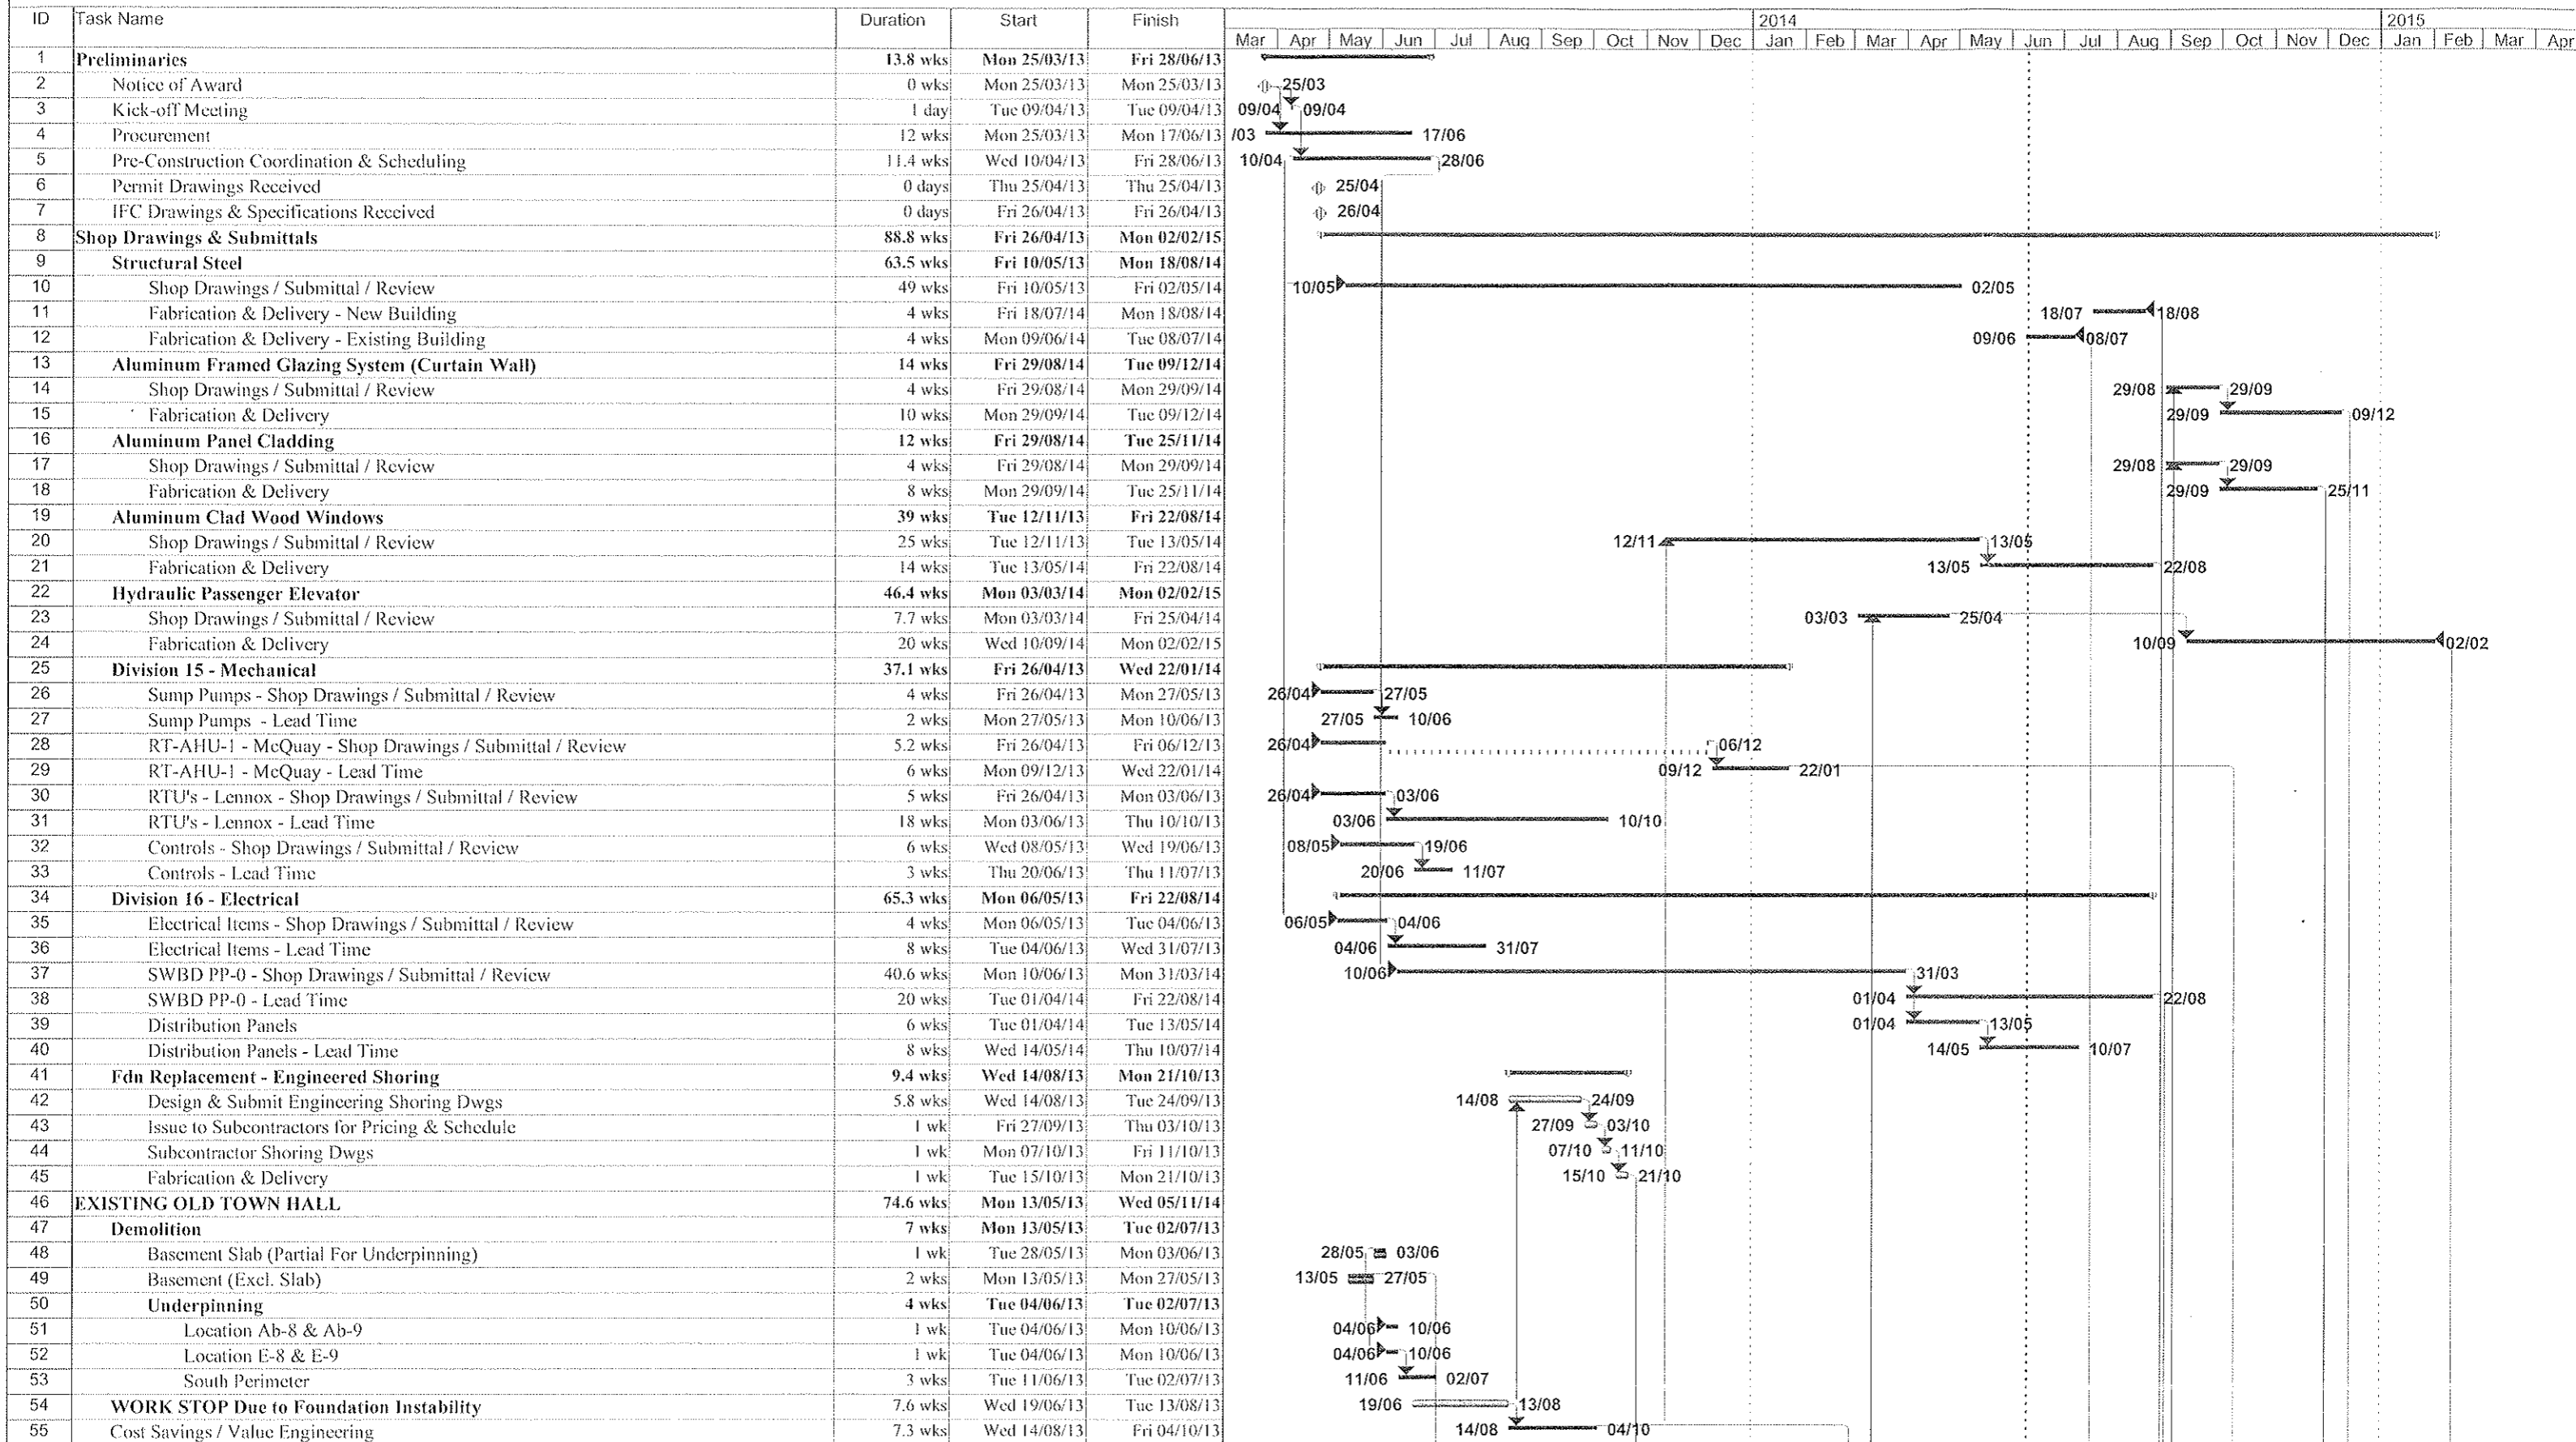 ID Task Name Duration Start Finish 2014 2015
Mar Apr May Jun Jul Aug Sep Oct Nov Dec Jan Feb Mar Apr May Jun Jul Aug Sep Oct Nov Dec Jan Feb Mar Apr
1 Preliminaries 13.8 wks Mon 25/03/13 Fri 28/06/13
2 Notice of Award 0 wks Mon 25/03/13 Mon 25/03/13 25/03
3 Kick-off Meeting 1 day Tue 09/04/13 Tue 09/04/13 09/04 09/04
4 Procurement 12 wks Mon 25/03/13 Mon 17/06/13 /03 17/06
5 Pre-Construction Coordination & Scheduling 11.4 wks Wed 10/04/13 Fri 28/06/13 10/04 28/06
6 Permit Drawings Received 0 days Thu 25/04/13 Thu 25/04/13 25/04
7 IFC Drawings & Specifications Received 0 days Fri 26/04/13 Fri 26/04/13 26/04
8 Shop Drawings & Submittals 88.8 wks Fri 26/04/13 Mon 02/02/15
9 Structural Steel 63.5 wks Fri 10/05/13 Mon 18/08/14
10 Shop Drawings / Submittal / Review 49 wks Fri 10/05/13 Fri 02/05/14 10/05 02/05
11 Fabrication & Delivery - New Building 4 wks Fri 18/07/14 Mon 18/08/14 18/07 18/08
12 Fabrication & Delivery - Existing Building 4 wks Mon 09/06/14 Tue 08/07/14 09/06 08/07
13 Aluminum Framed Glazing System (Curtain Wall) 14 wks Fri 29/08/14 Tue 09/12/14
14 Shop Drawings / Submittal / Review 4 wks Fri 29/08/14 Mon 29/09/14 29/08 29/09
15 Fabrication & Delivery 10 wks Mon 29/09/14 Tue 09/12/14 29/09 09/12
16 Aluminum Panel Cladding 12 wks Fri 29/08/14 Tue 25/11/14
17 Shop Drawings / Submittal / Review 4 wks Fri 29/08/14 Mon 29/09/14 29/08 29/09
18 Fabrication & Delivery 8 wks Mon 29/09/14 Tue 25/11/14 29/09 25/11
19 Aluminum Clad Wood Windows 39 wks Tue 12/11/13 Fri 22/08/14
20 Shop Drawings / Submittal / Review 25 wks Tue 12/11/13 Tue 13/05/14 12/11 13/05
21 Fabrication & Delivery 14 wks Tue 13/05/14 Fri 22/08/14 13/05 22/08
22 Hydraulic Passenger Elevator 46.4 wks Mon 03/03/14 Mon 02/02/15
23 Shop Drawings / Submittal / Review 7.7 wks Mon 03/03/14 Fri 25/04/14 03/03 25/04
24 Fabrication & Delivery 20 wks Wed 10/09/14 Mon 02/02/15 10/09 02/02
25 Division 15 - Mechanical 37.1 wks Fri 26/04/13 Wed 22/01/14
26 Sump Pumps - Shop Drawings / Submittal / Review 4 wks Fri 26/04/13 Mon 27/05/13 26/04 27/05
27 Sump Pumps - Lead Time 2 wks Mon 27/05/13 Mon 10/06/13 27/05 10/06
28 RT-AHU-1 - McQuay - Shop Drawings / Submittal / Review 5.2 wks Fri 26/04/13 Fri 06/12/13 26/04 06/12
29 RT-AHU-1 - McQuay - Lead Time 6 wks Mon 09/12/13 Wed 22/01/14 09/12 22/01
30 RTU's - Lennox - Shop Drawings / Submittal / Review 5 wks Fri 26/04/13 Mon 03/06/13 26/04 03/06
31 RTU's - Lennox - Lead Time 18 wks Mon 03/06/13 Thu 10/10/13 03/06 10/10
32 Controls - Shop Drawings / Submittal / Review 6 wks Wed 08/05/13 Wed 19/06/13 08/05 19/06
33 Controls - Lead Time 3 wks Thu 20/06/13 Thu 11/07/13 20/06 11/07
34 Division 16 - Electrical 65.3 wks Mon 06/05/13 Fri 22/08/14
35 Electrical Items - Shop Drawings / Submittal / Review 4 wks Mon 06/05/13 Tue 04/06/13 06/05 04/06
36 Electrical Items - Lead Time 8 wks Tue 04/06/13 Wed 31/07/13 04/06 31/07
37 SWBD PP-0 - Shop Drawings / Submittal / Review 40.6 wks Mon 10/06/13 Mon 31/03/14 10/06 31/03
38 SWBD PP-0 - Lead Time 20 wks Tue 01/04/14 Fri 22/08/14 01/04 22/08
39 Distribution Panels 6 wks Tue 01/04/14 Tue 13/05/14 01/04 13/05
40 Distribution Panels - Lead Time 8 wks Wed 14/05/14 Thu 10/07/14 14/05 10/07
41 Fdn Replacement - Engineered Shoring 9.4 wks Wed 14/08/13 Mon 21/10/13
42 Design & Submit Engineering Shoring Dwgs 5.8 wks Wed 14/08/13 Tue 24/09/13 14/08 24/09
43 Issue to Subcontractors for Pricing & Schedule 1 wk Fri 27/09/13 Thu 03/10/13 27/09 03/10
44 Subcontractor Shoring Dwgs 1 wk Mon 07/10/13 Fri 11/10/13 07/10 11/10
45 Fabrication & Delivery 1 wk Tue 15/10/13 Mon 21/10/13 15/10 21/10
46 EXISTING OLD TOWN HALL 74.6 wks Mon 13/05/13 Wed 05/11/14
47 Demolition 7 wks Mon 13/05/13 Tue 02/07/13
48 Basement Slab (Partial For Underpinning) 1 wk Tue 28/05/13 Mon 03/06/13 28/05 03/06
49 Basement (Excl. Slab) 2 wks Mon 13/05/13 Mon 27/05/13 13/05 27/05
50 Underpinning 4 wks Tue 04/06/13 Tue 02/07/13
51 Location Ab-8 & Ab-9 1 wk Tue 04/06/13 Mon 10/06/13 04/06 10/06
52 Location E-8 & E-9 1 wk Tue 04/06/13 Mon 10/06/13 04/06 10/06
53 South Perimeter 3 wks Tue 11/06/13 Tue 02/07/13 11/06 02/07
54 WORK STOP Due to Foundation Instability 7.6 wks Wed 19/06/13 Tue 13/08/13 19/06 13/08
55 Cost Savings / Value Engineering 7.3 wks Wed 14/08/13 Fri 04/10/13 14/08 04/10